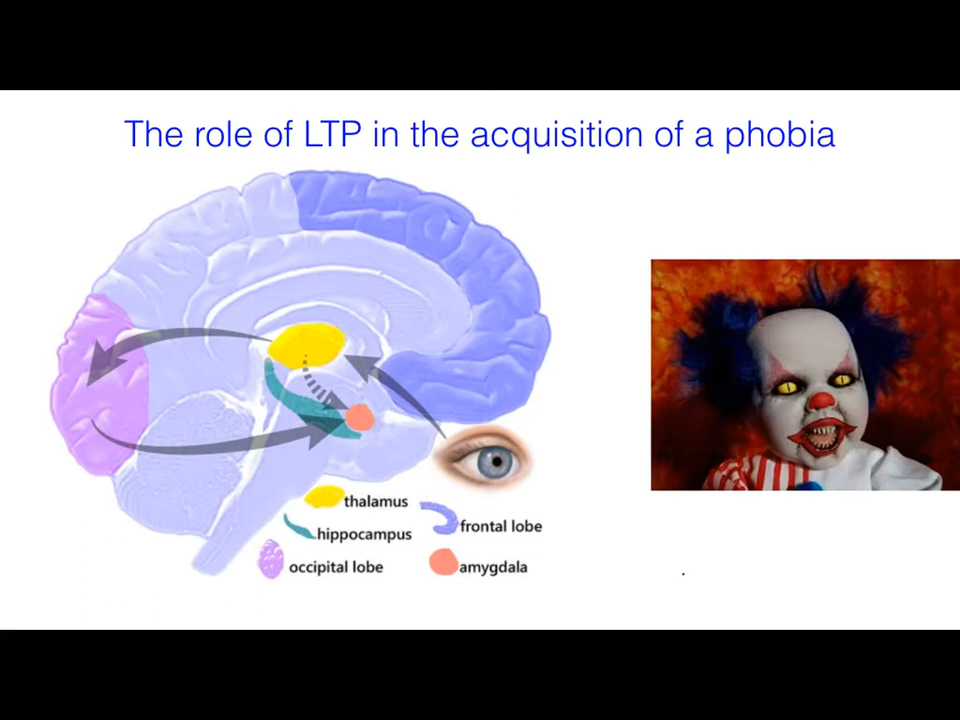 The role of LTP in the acquisition of a phobia
thalamus
hippocampus
occipital lobe
frontal lobe
amygdala